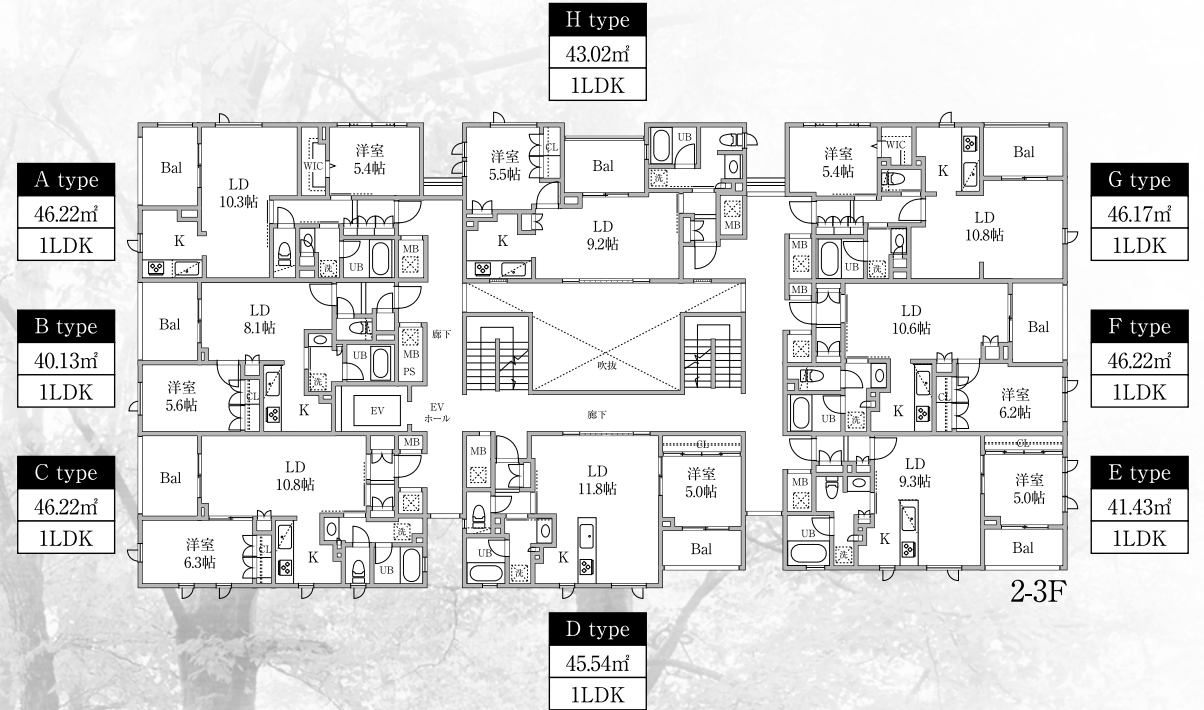 H type
43.02㎡
1LDK
A type
46.22㎡
1LDK
B type
40.13㎡
1LDK
C type
46.22㎡
1LDK
G type
46.17㎡
1LDK
F type
46.22㎡
1LDK
E type
41.43㎡
1LDK
D type
45.54㎡
1LDK
Bal
LD
10.3帖
WIC
洋室
5.4帖
K
洗
UB
MB
洋室
5.5帖
CL
Bal
UB
洗
K
LD
9.2帖
MB
洋室
5.4帖
WIC
K
Bal
LD
10.8帖
MB
UB
洗
Bal
LD
8.1帖
洋室
5.6帖
CL
K
洗
UB
MB
PS
廊下
EV
EV
ホール
吹抜
廊下
MB
LD
10.6帖
Bal
UB
洗
K
CL
洋室
6.2帖
Bal
LD
10.8帖
MB
洋室
6.3帖
CL
K
洗
UB
MB
LD
11.8帖
CL
洋室
5.0帖
UB
洗
K
Bal
MB
LD
9.3帖
CL
洋室
5.0帖
UB
洗
K
Bal
2-3F